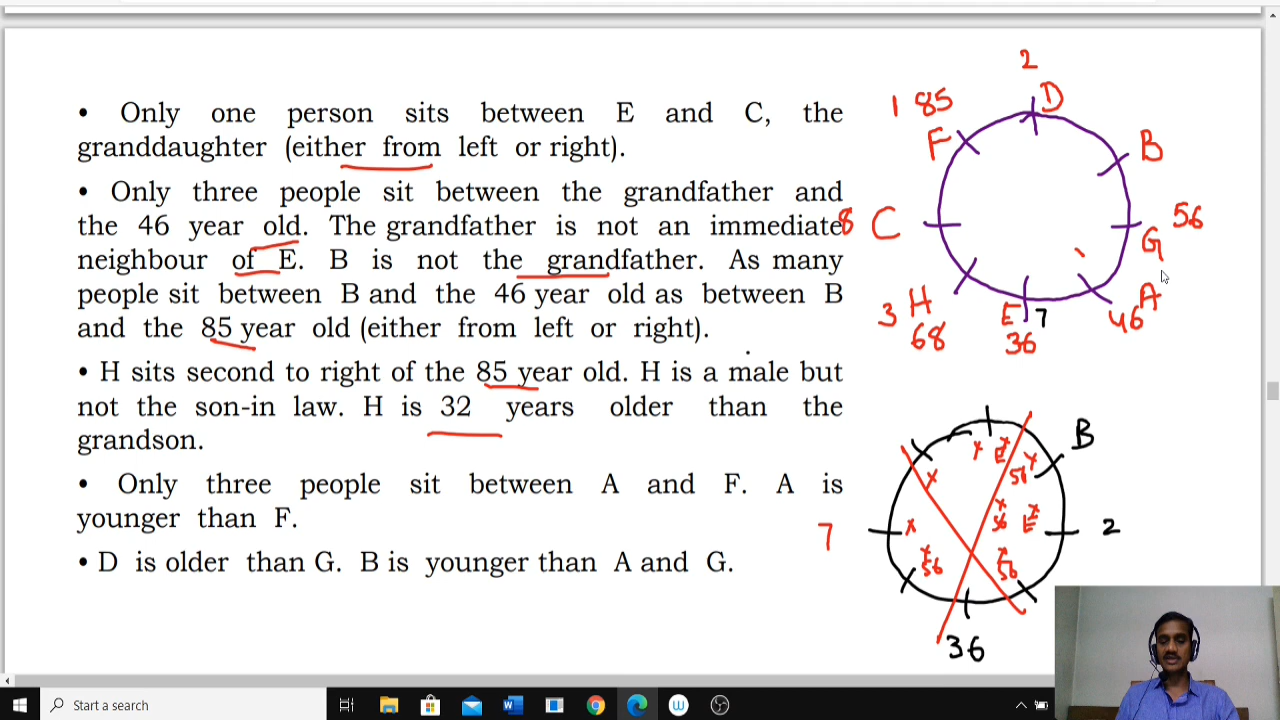 • Only one person sits between E and C, the
granddaughter (either from left or right).
• Only three people sit between the grandfather and
the 46 year old. The grandfather is not an immediate
neighbour of E. B is not the grandfather. As many
people sit between B and the 46 year old as between B
and the 85 year old (either from left or right).
• H sits second to right of the 85 year old. H is a male but
not the son-in law. H is 32 years older than the
grandson.
• Only three people sit between A and F. A is
younger than F.
• D is older than G. B is younger than A and G.
2
1 85 D
F B
8 C 56
G
3 H E 7 46 A
68 36
B
x E x x
56
x
7 x 56 E x 2
x 56 x 56
36
Start a search